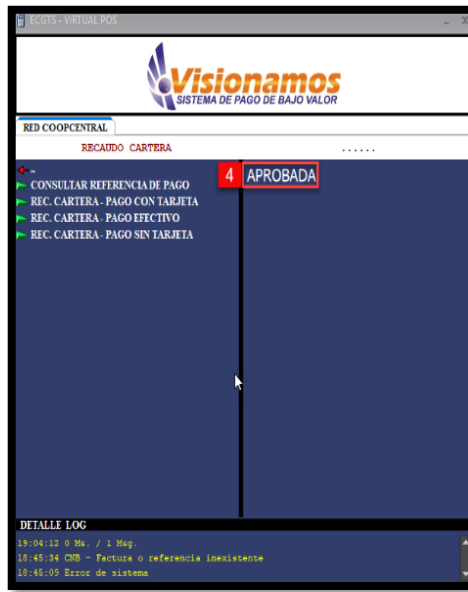 ECGTS - VIRTUAL POS
Visionamos
SISTEMA DE PAGO DE BAJO VALOR
RED COOPCENTRAL
RECAUDO CARTERA ......
..
4 APROBADA
CONSULTAR REFERENCIA DE PAGO
REC. CARTERA - PAGO CON TARJETA
REC. CARTERA - PAGO EFECTIVO
REC. CARTERA - PAGO SIN TARJETA
DETALLE LOG
19:04:12 0 Ms. / 1 Msg.
18:45:34 CNB - Factura o referencia inexistente
18:45:09 Error de sistema